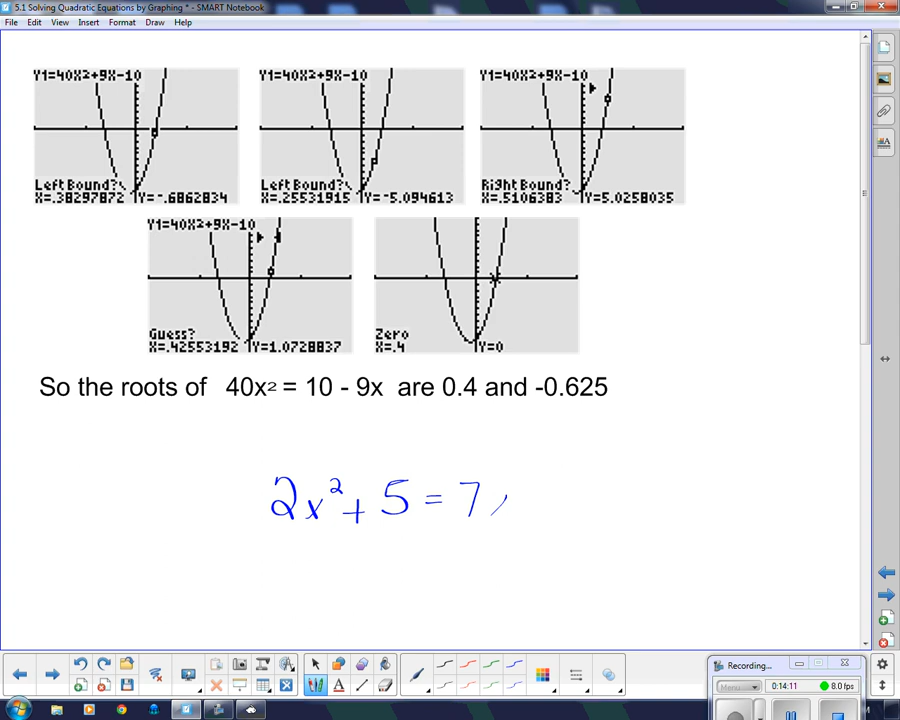 5.1 Solving Quadratic Equations by Graphing * - SMART Notebook
File Edit View Insert Format Draw Window Help
Y1=40X²+9X-10
Left Bound?
X=.38297872 Y=-.6862834
Y1=40X²+9X-10
Left Bound?
X=.25531915 Y=-5.094613
Y1=40X²+9X-10
Right Bound?
X=.5106383 Y=5.0258035
Y1=40X²+9X-10
Guess?
X=.42553192 Y=1.0728837
Zero
X=.4 Y=0
So the roots of 40x² = 10 - 9x are 0.4 and -0.625
2x² + 5 = 7
Recording...
Menu
0:14:11 8.0 fps